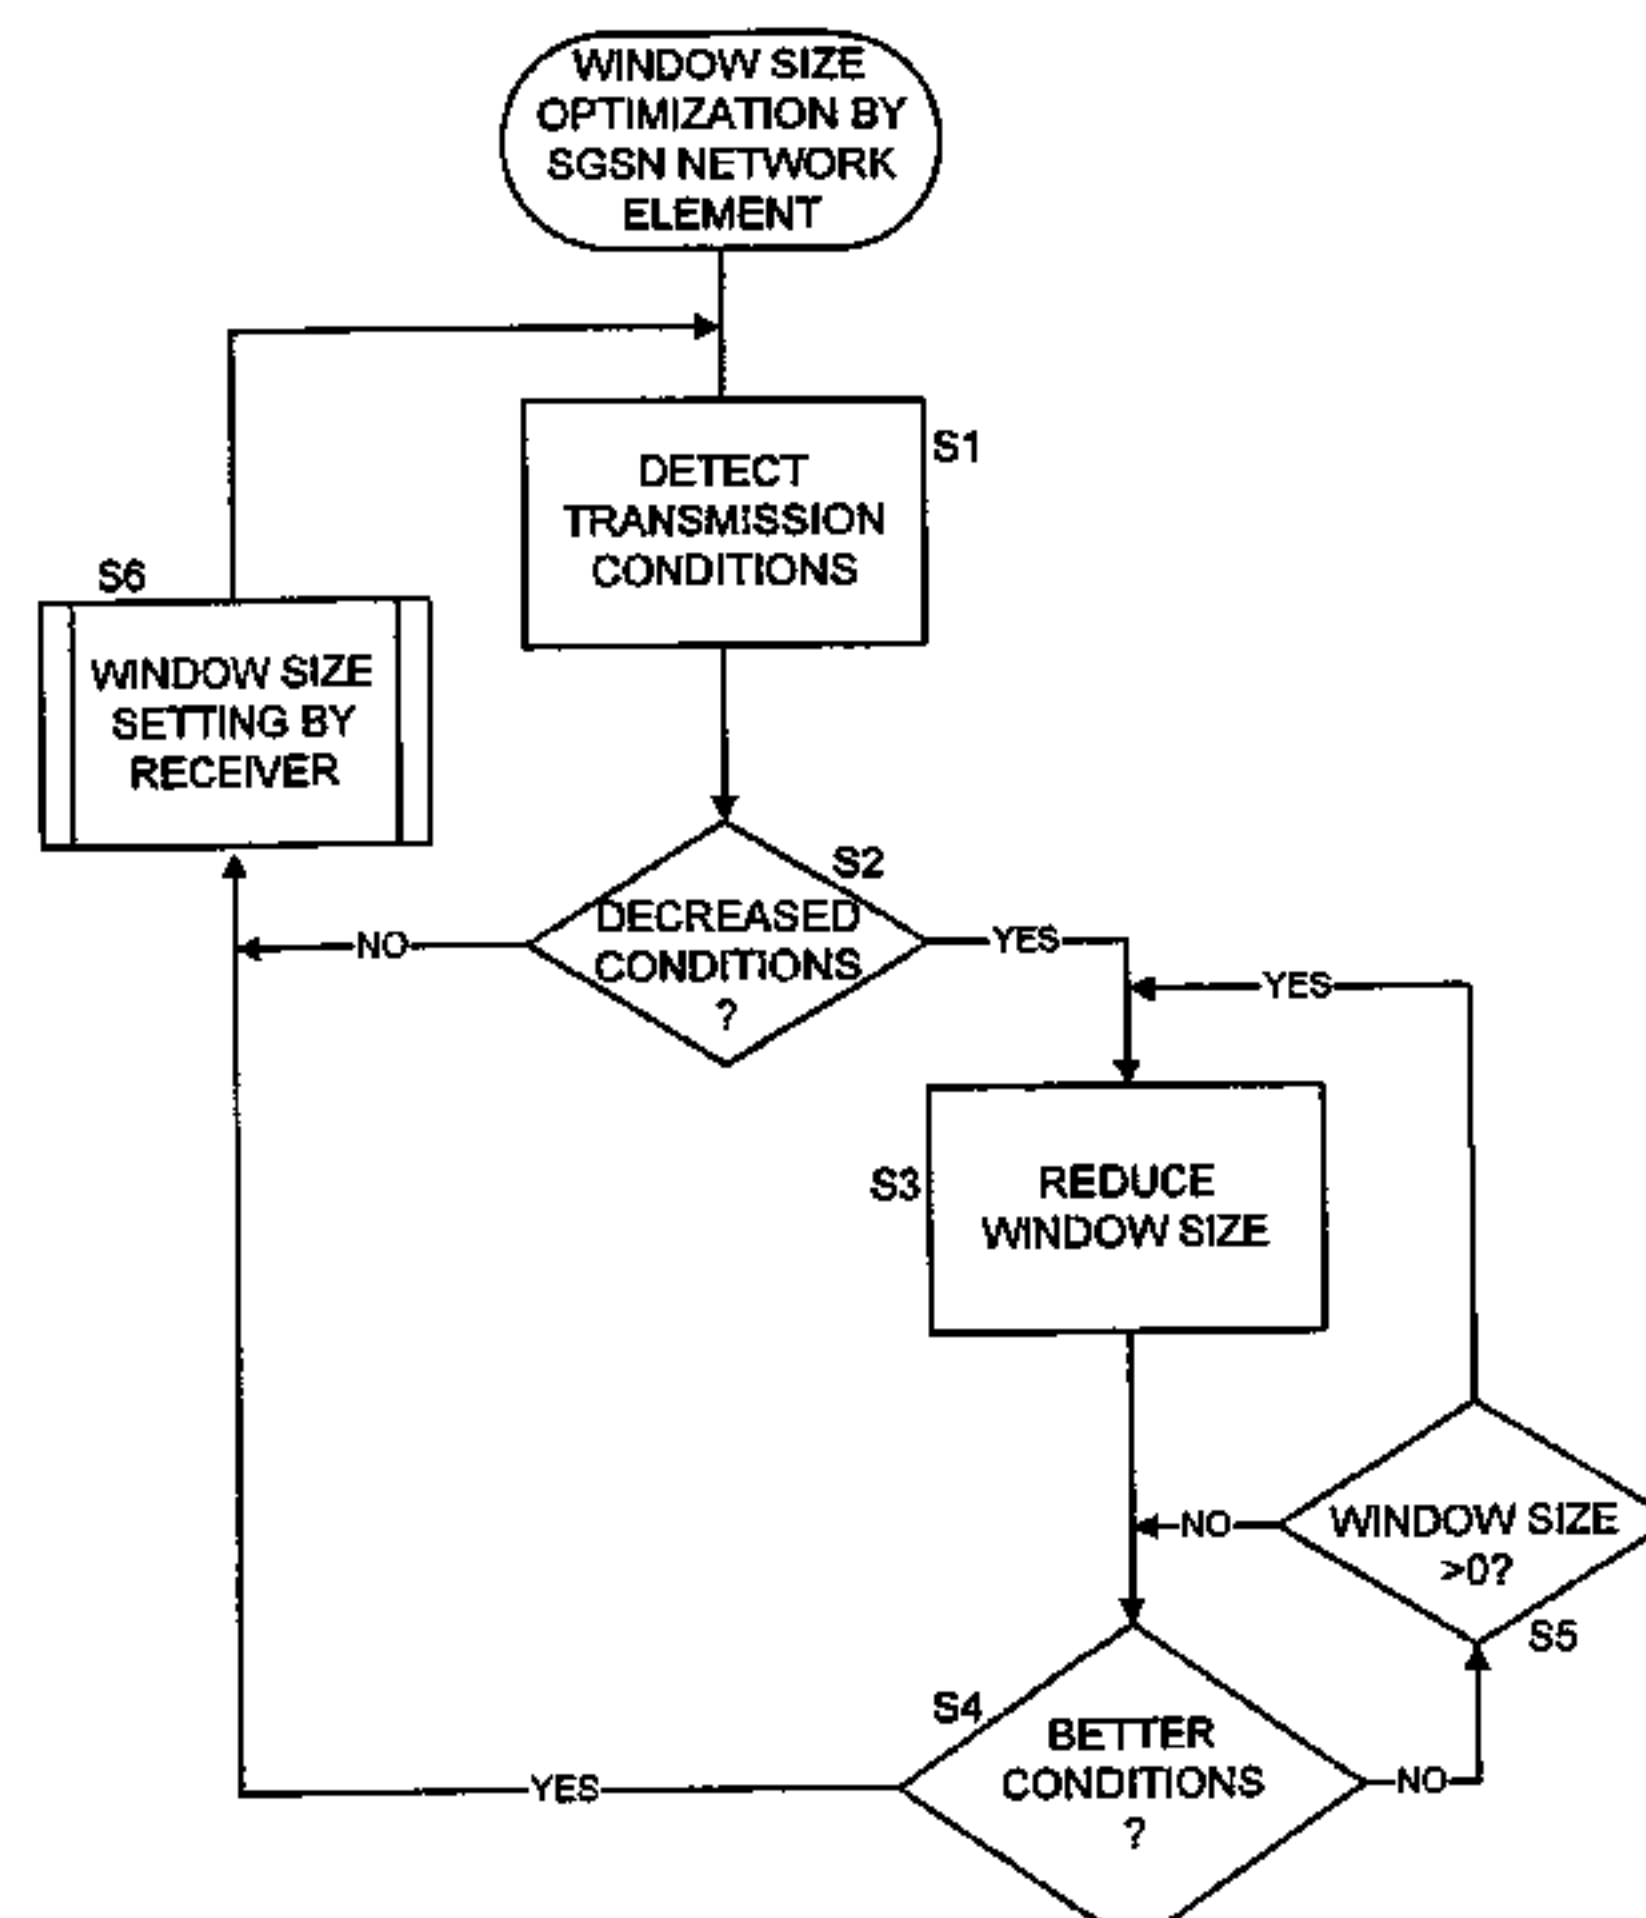 WINDOW SIZE
OPTIMIZATION BY
SGSN NETWORK
ELEMENT
S1
DETECT
TRANSMISSION
CONDITIONS
S6
WINDOW SIZE
SETTING BY
RECEIVER
S2
DECREASED
CONDITIONS
?
NO
YES
YES
S3
REDUCE
WINDOW SIZE
NO
WINDOW SIZE
>0?
S5
S4
BETTER
CONDITIONS
?
YES
NO